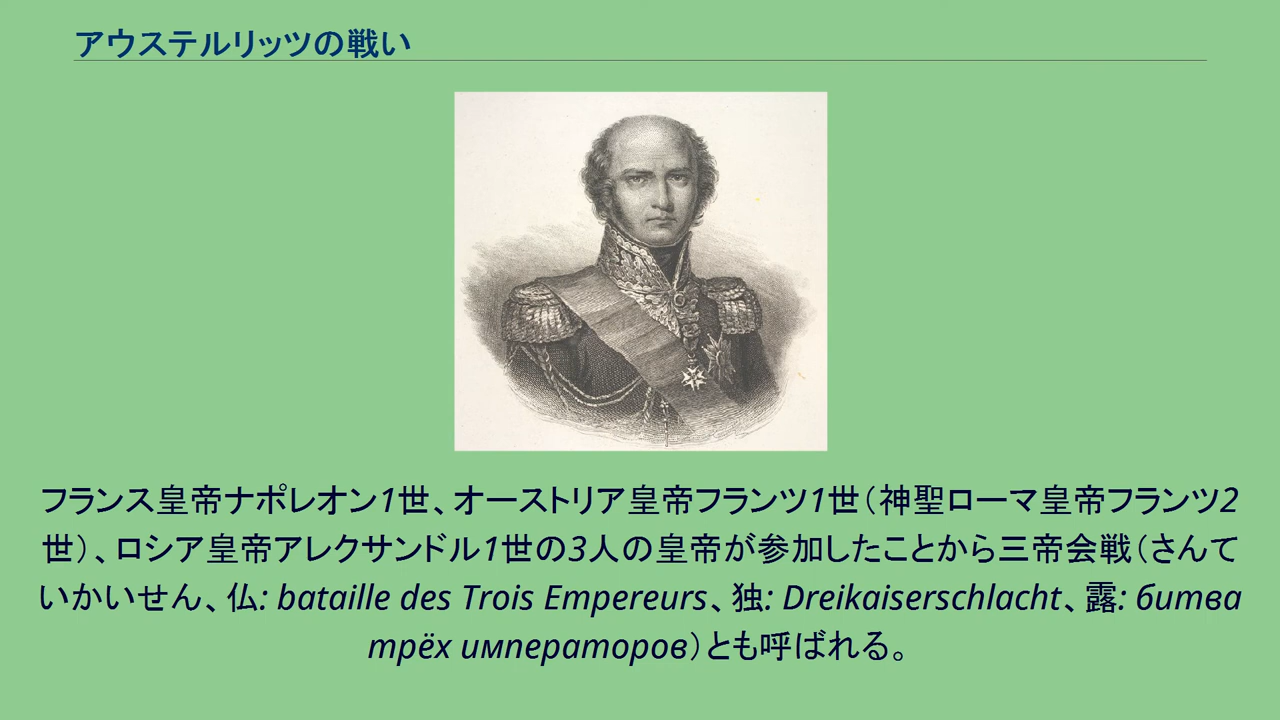 アウステルリッツの戦い
フランス皇帝ナポレオン1世、オーストリア皇帝フランツ1世（神聖ローマ皇帝フランツ2
世）、ロシア皇帝アレクサンドル1世の3人の皇帝が参加したことから三帝会戦（さんて
いかいせん、仏: bataille des Trois Empereurs、独: Dreikaiserschlacht、露: битва
трёх императоров）とも呼ばれる。